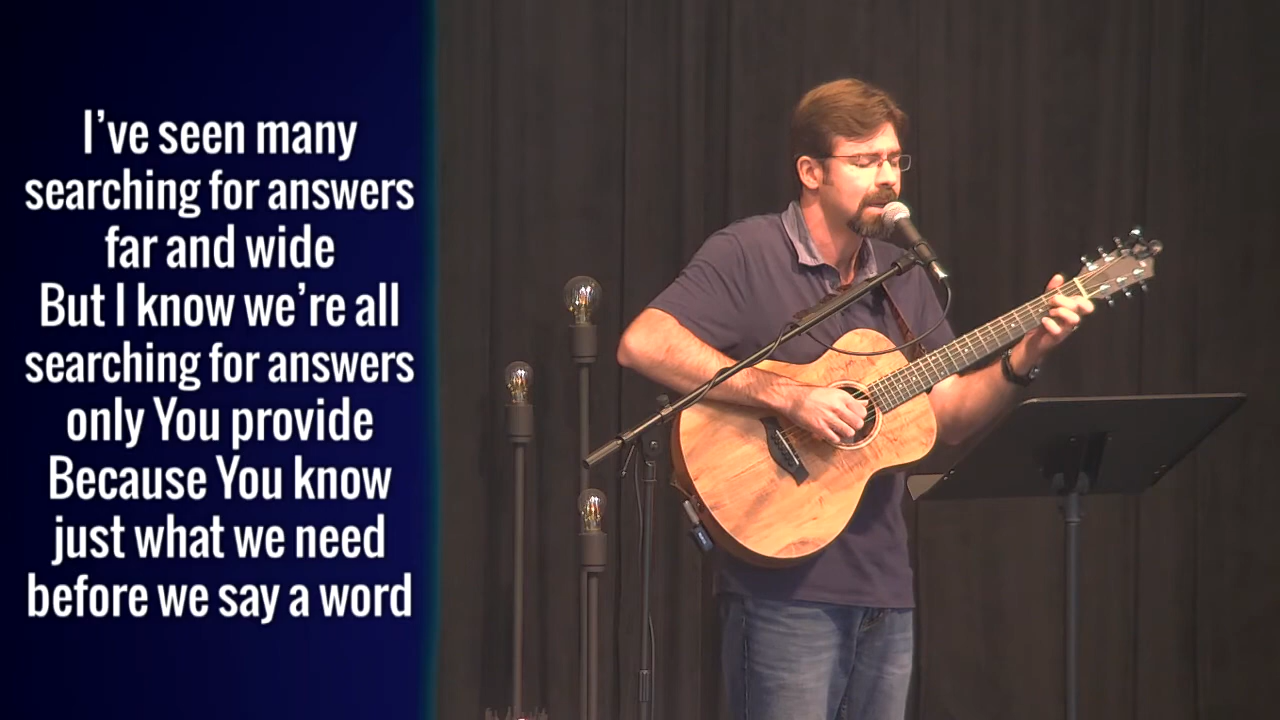 I’ve seen many
searching for answers
far and wide
But I know we’re all
searching for answers
only You provide
Because You know
just what we need
before we say a word